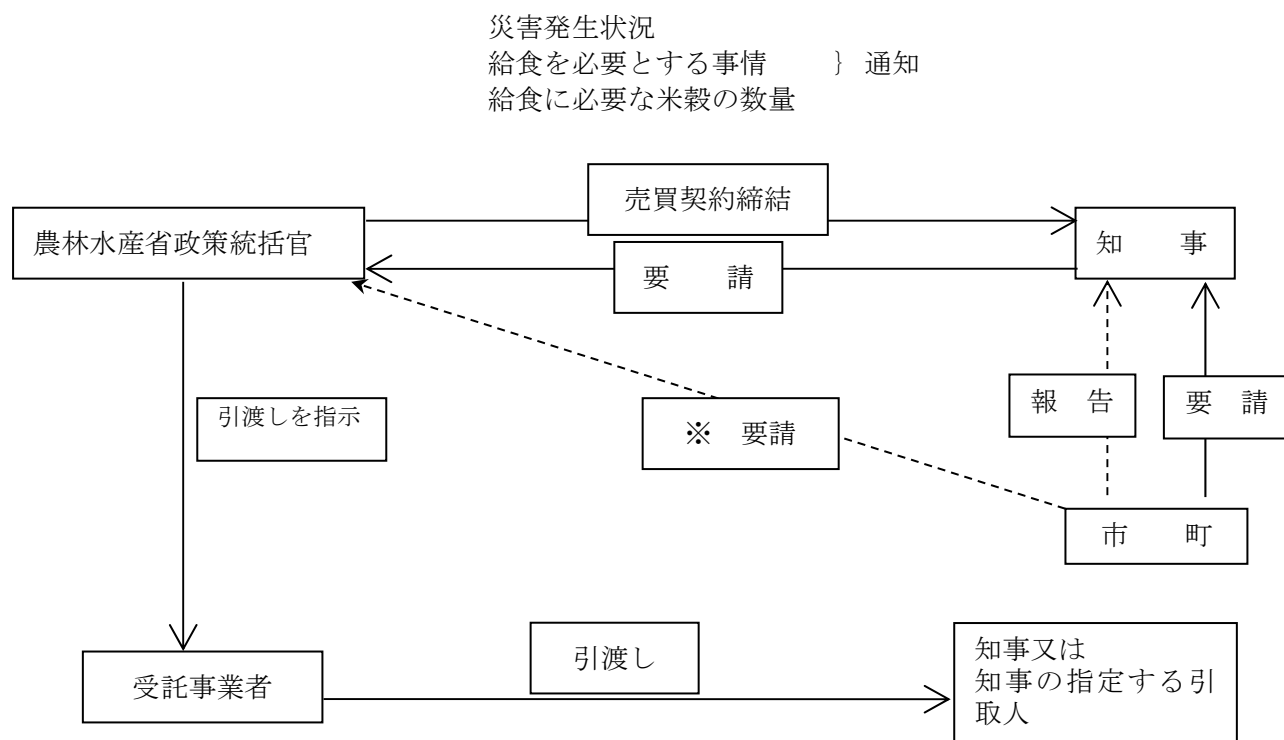 災害発生状況
給食を必要とする事情　　｝ 通知
給食に必要な米穀の数量
売買契約締結
農林水産省政策統括官
知　　事
要　　請
引渡しを指示
※　要請
報　告
要　請
市　　町
受託事業者
引渡し
知事又は
知事の指定する引
取人